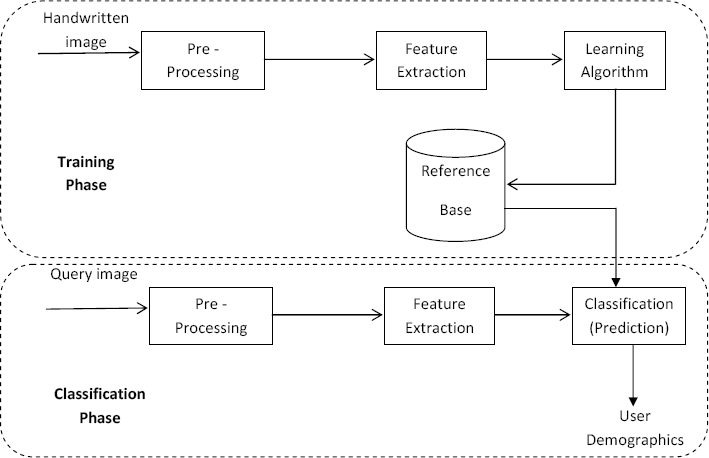 Handwritten
image
Pre -
Processing
Feature
Extraction
Learning
Algorithm
Training
Phase
Reference
Base
Query image
Pre -
Processing
Feature
Extraction
Classification
(Prediction)
Classification
Phase
User
Demographics